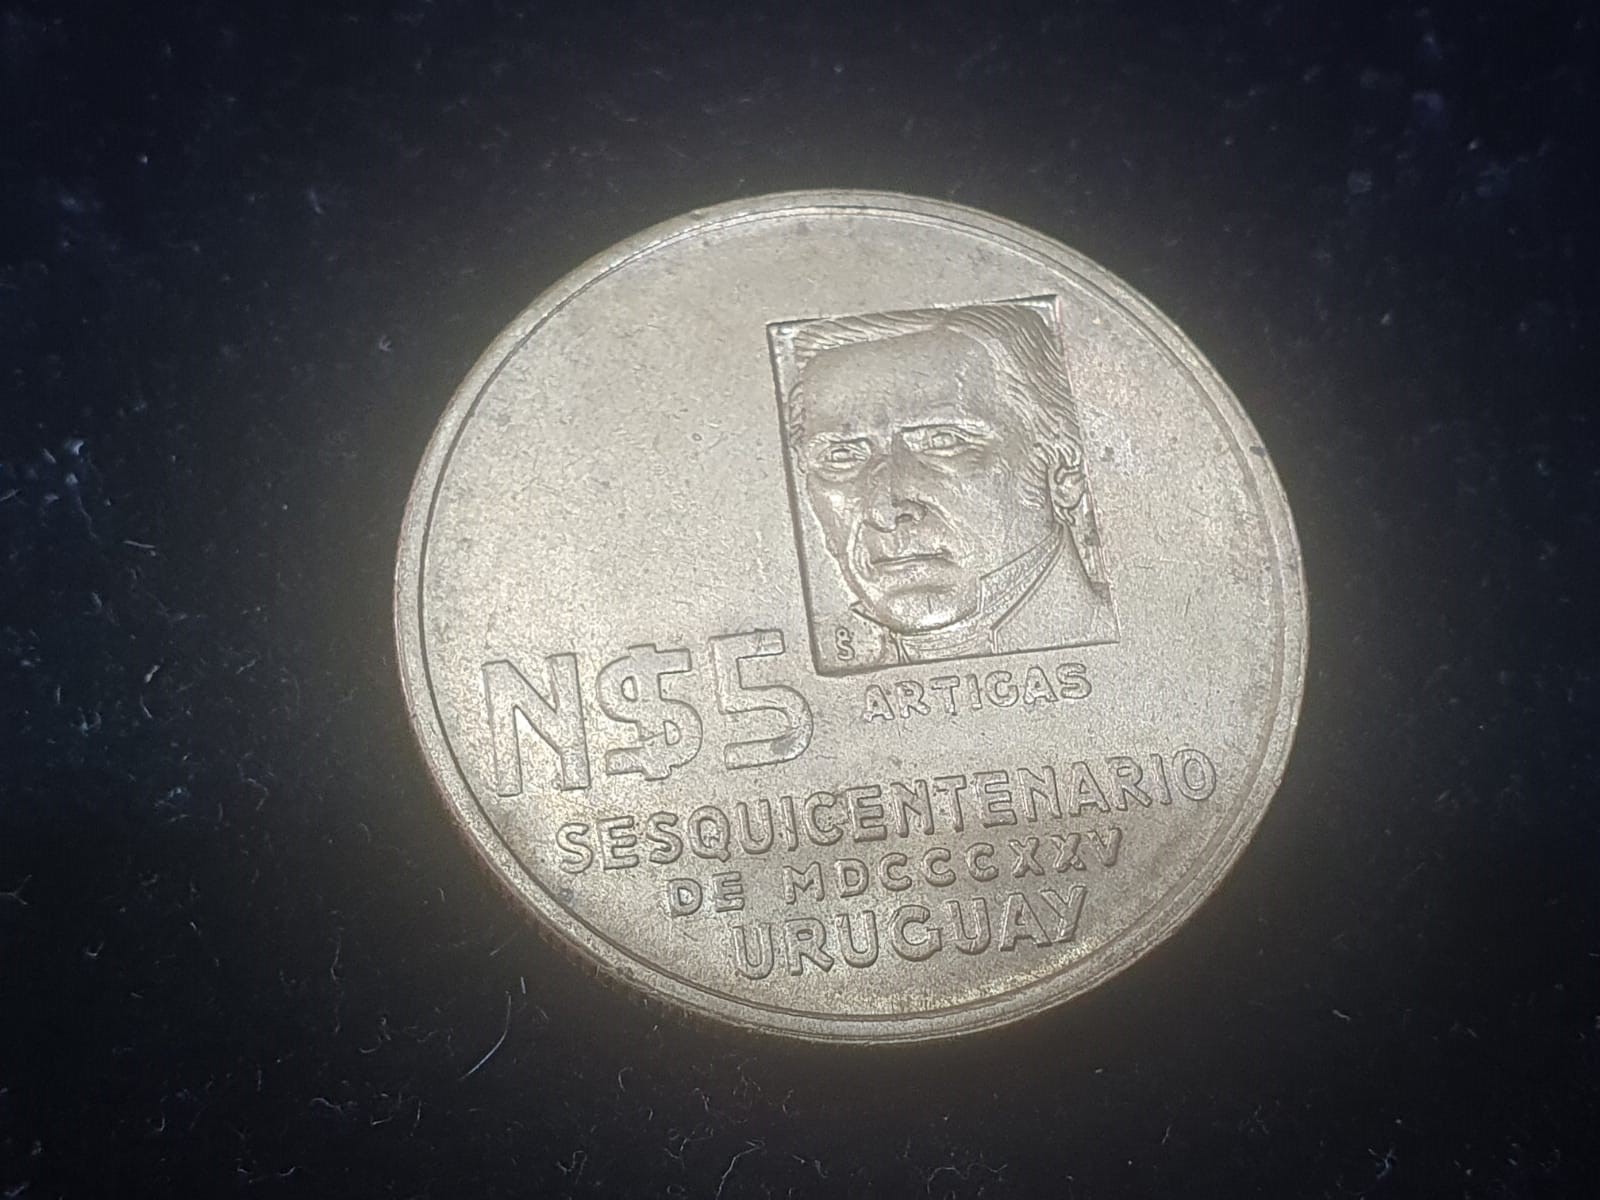 N$5
ARTIGAS
SESQUICENTENARIO
DE MDCCCXXV
URUGUAY